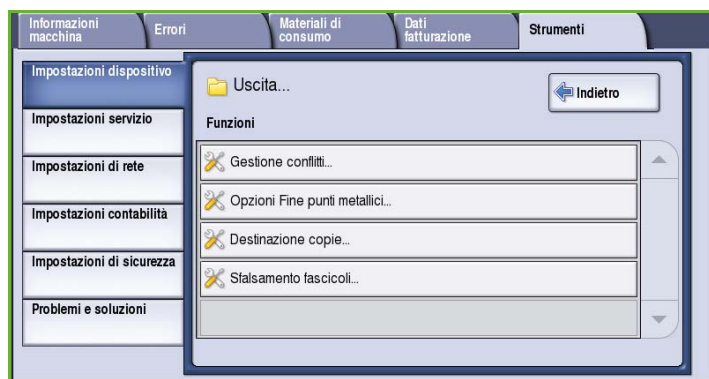 Informazioni
macchina
Errori
Materiali di
consumo
Dati
fatturazione
Strumenti
Impostazioni dispositivo
Impostazioni servizio
Impostazioni di rete
Impostazioni contabilità
Impostazioni di sicurezza
Problemi e soluzioni
Uscita...
Indietro
Funzioni
Gestione conflitti...
Opzioni Fine punti metallici...
Destinazione copie...
Sfalsamento fascicoli...